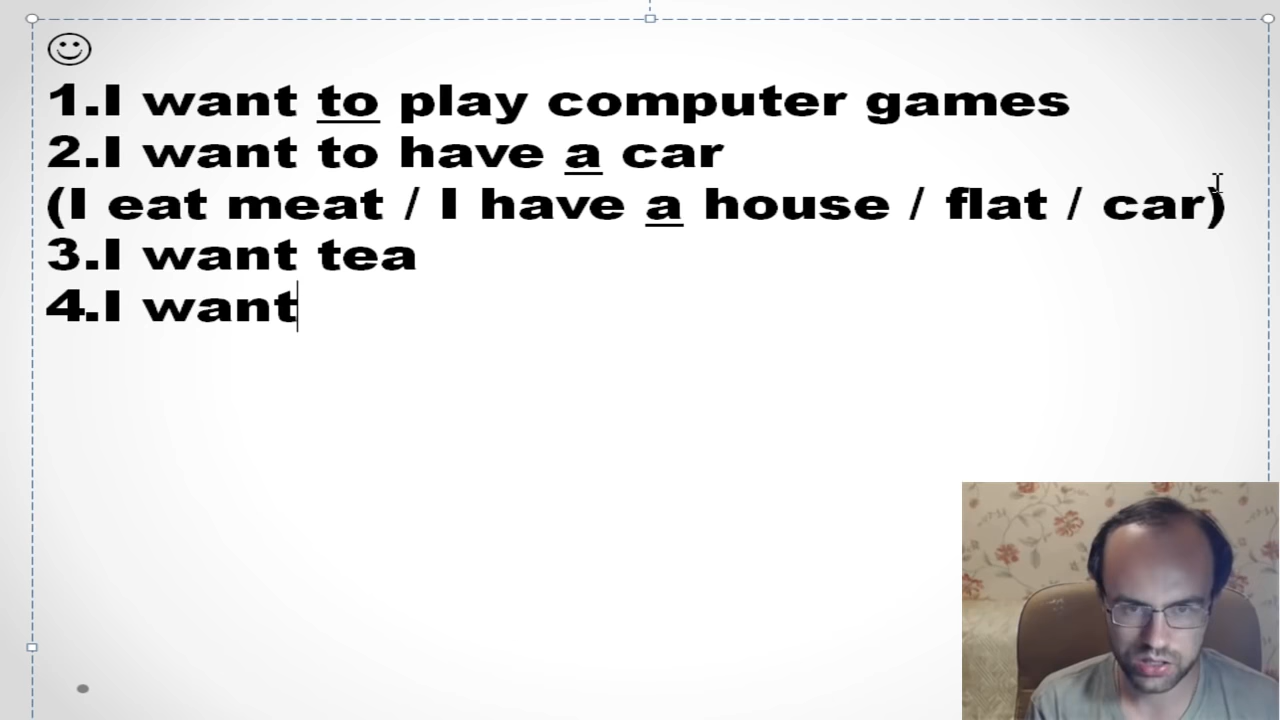 1.I want to play computer games
2.I want to have a car
(I eat meat / I have a house / flat / car)
3.I want tea
4.I want